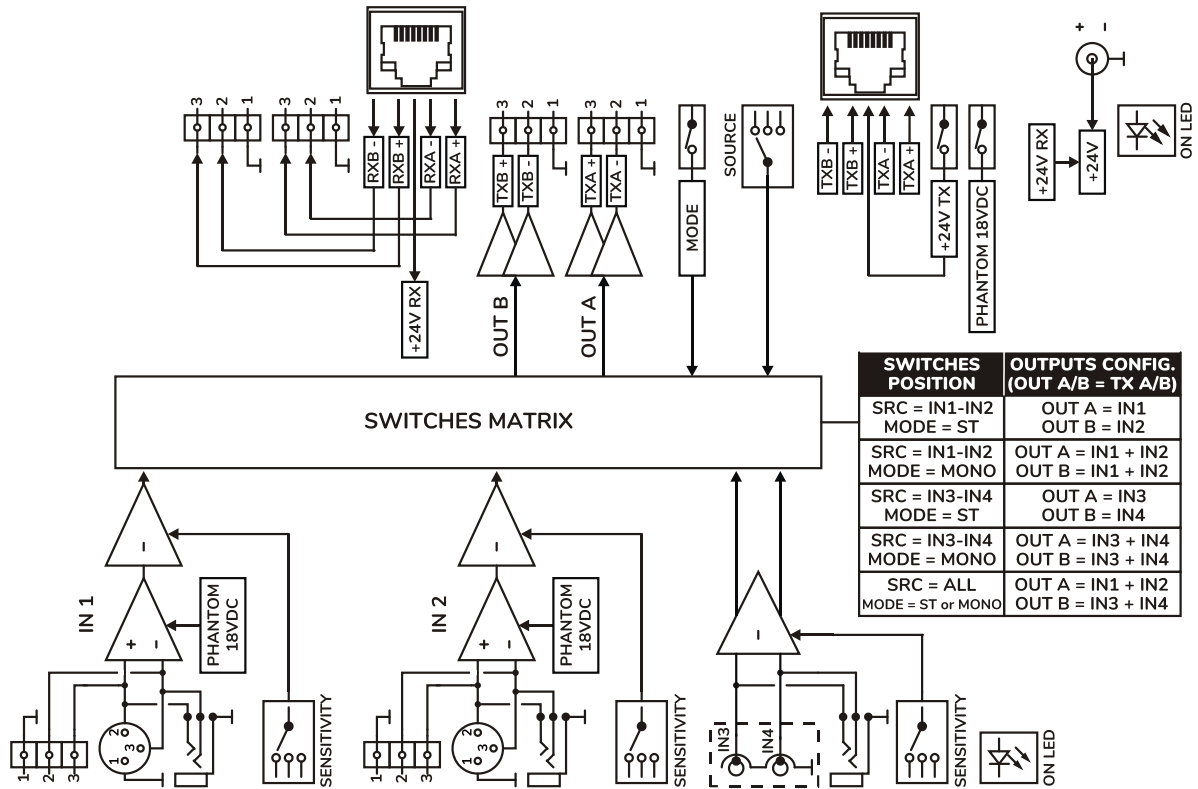 3
2
1
3
2
1
RXB -
RXB +
RXA -
RXA +
+24V RX
3
2
1
3
2
1
TXB +
TXB -
TXA +
TXA -
OUT B
OUT A
MODE
SOURCE
TXB -
TXB +
TXA -
TXA +
+24V TX
PHANTOM 18VDC
+ −
+24V RX
+24V
ON LED
SWITCHES MATRIX
SWITCHES POSITION
OUTPUTS CONFIG.
(OUT A/B = TX A/B)
SRC = IN1-IN2
MODE = ST
OUT A = IN1
OUT B = IN2
SRC = IN1-IN2
MODE = MONO
OUT A = IN1 + IN2
OUT B = IN1 + IN2
SRC = IN3-IN4
MODE = ST
OUT A = IN3
OUT B = IN4
SRC = IN3-IN4
MODE = MONO
OUT A = IN3 + IN4
OUT B = IN3 + IN4
SRC = ALL
MODE = ST or MONO
OUT A = IN1 + IN2
OUT B = IN3 + IN4
−
IN 1
+ −
PHANTOM
18VDC
1
2
3
1
2
3
SENSITIVITY
−
IN 2
+ −
PHANTOM
18VDC
1
2
3
1
2
3
SENSITIVITY
−
IN3
IN4
SENSITIVITY
ON LED